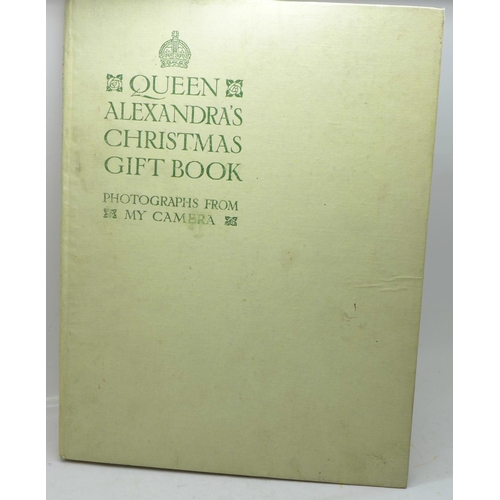 QUEEN
ALEXANDRA'S
CHRISTMAS
GIFT BOOK
PHOTOGRAPHS FROM
MY CAMERA